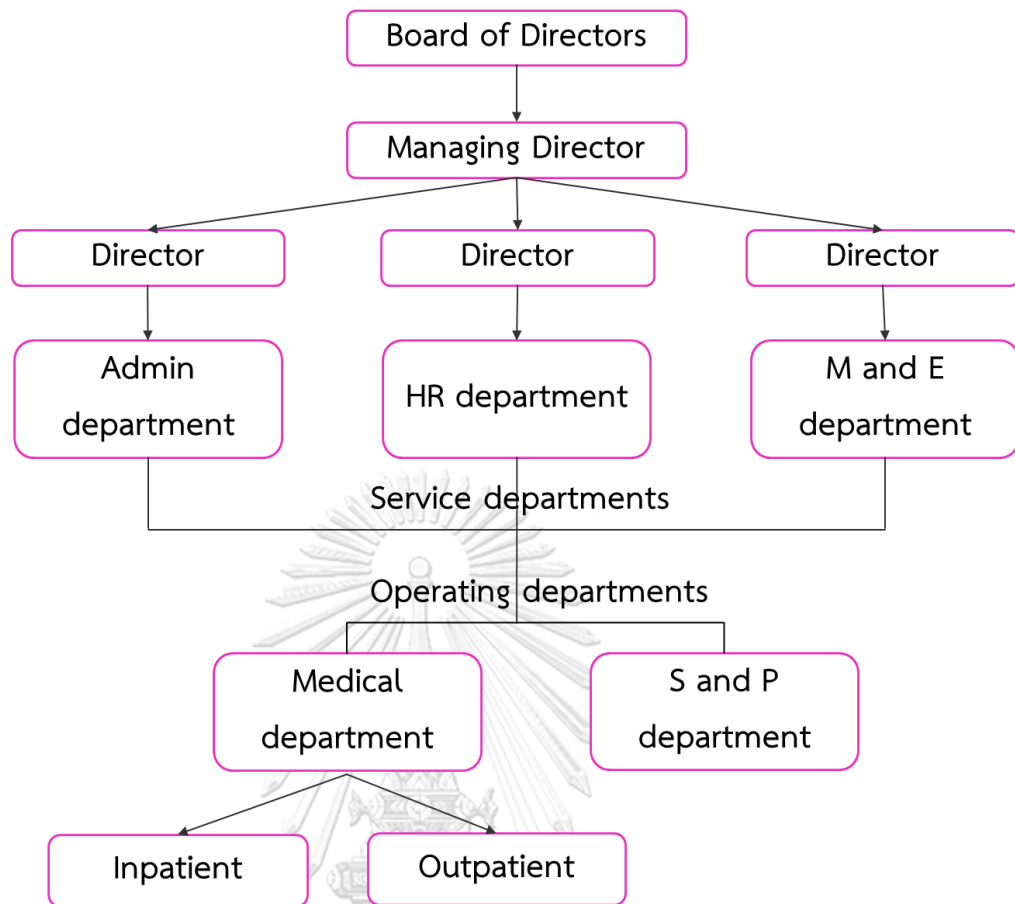 Board of Directors
Managing Director
Director
Director
Director
Admin
department
HR department
M and E
department
Service departments
Operating departments
Medical
department
S and P
department
Inpatient
Outpatient